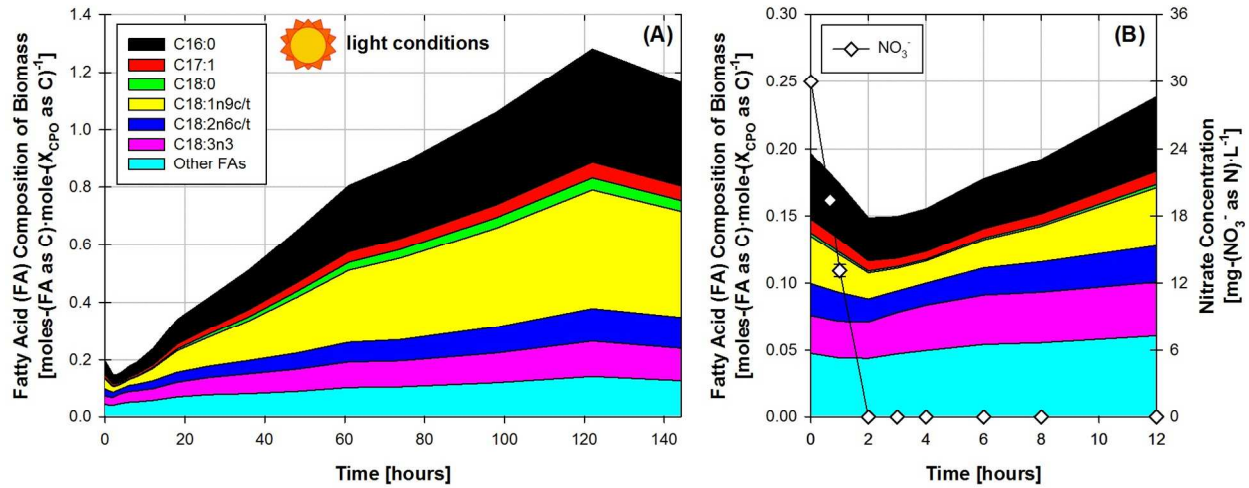 Fatty Acid (FA) Composition of Biomass
[moles-(FA as C)·mole-(X_CPO as C)⁻¹]
1.4
1.2
1.0
0.8
0.6
0.4
0.2
0.0
C16:0
C17:1
C18:0
C18:1n9c/t
C18:2n6c/t
C18:3n3
Other FAs
light conditions
(A)
0 20 40 60 80 100 120 140
Time [hours]
Fatty Acid (FA) Composition of Biomass
[moles-(FA as C)·mole-(X_CPO as C)⁻¹]
0.30
0.25
0.20
0.15
0.10
0.05
0.00
NO₃⁻
(B)
36
30
24
18
12
6
0
Nitrate Concentration
[mg-(NO₃⁻ as N)·L⁻¹]
0 2 4 6 8 10 12
Time [hours]